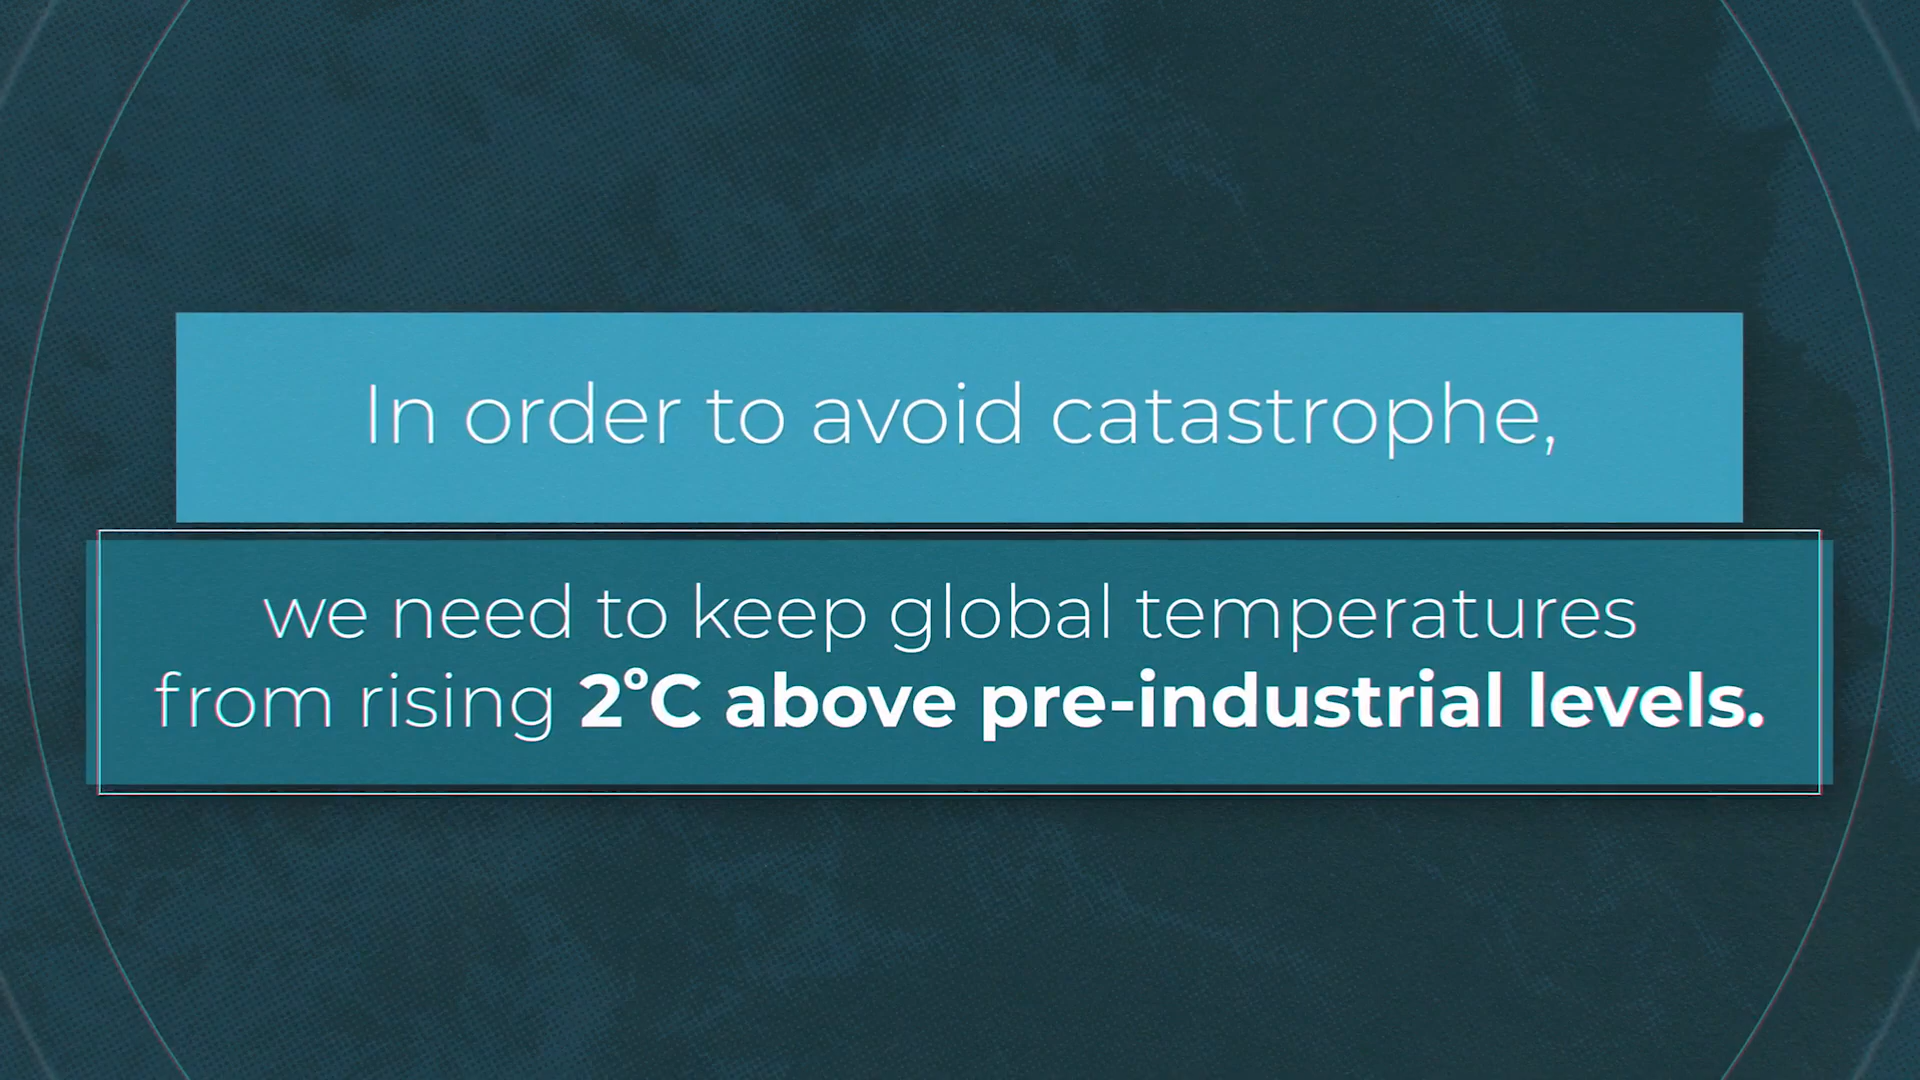 In order to avoid catastrophe,
we need to keep global temperatures
from rising 2°C above pre-industrial levels.